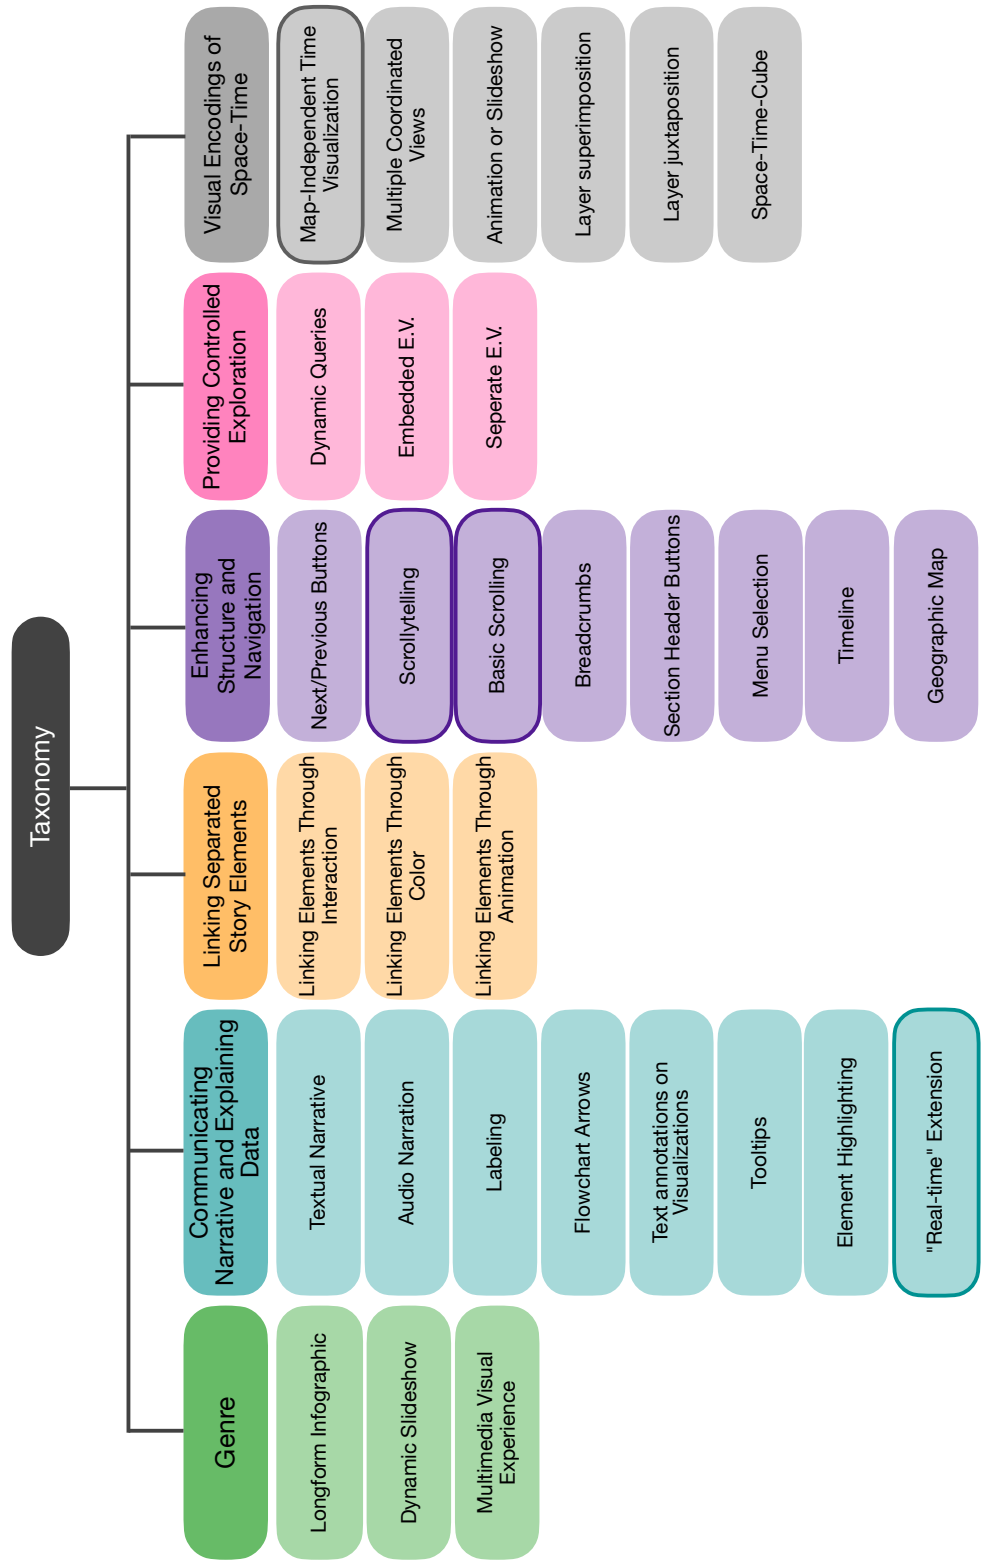 Taxonomy
Genre
Longform Infographic
Dynamic Slideshow
Multimedia Visual
Experience
Communicating
Narrative and Explaining
Data
Textual Narrative
Audio Narration
Labeling
Flowchart Arrows
Text annotations on
Visualizations
Tooltips
Element Highlighting
"Real-time" Extension
Linking Separated
Story Elements
Linking Elements Through
Interaction
Linking Elements Through
Color
Linking Elements Through
Animation
Enhancing
Structure and
Navigation
Next/Previous Buttons
Scrollytelling
Basic Scrolling
Breadcrumbs
Section Header Buttons
Menu Selection
Timeline
Geographic Map
Providing Controlled
Exploration
Dynamic Queries
Embedded E.V.
Seperate E.V.
Visual Encodings of
Space-Time
Map-Independent Time
Visualization
Multiple Coordinated
Views
Animation or Slideshow
Layer superimposition
Layer juxtaposition
Space-Time-Cube